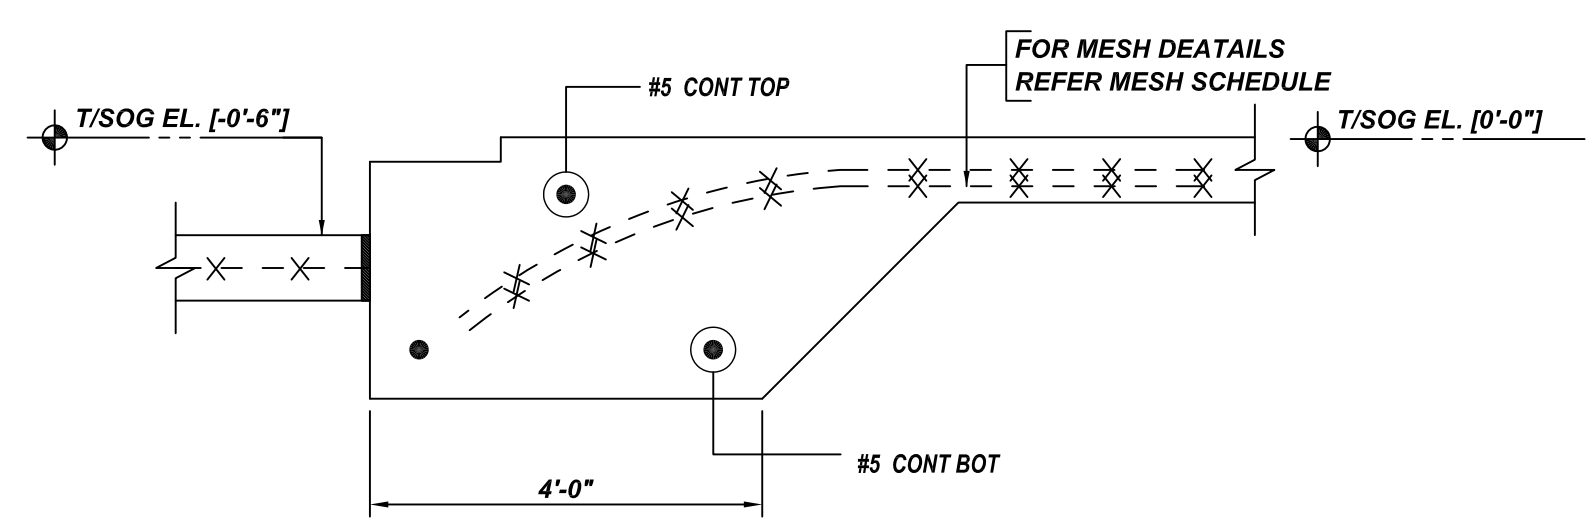 FOR MESH DEATAILS
REFER MESH SCHEDULE
#5 CONT TOP
T/SOG EL. [-0'-6"]
T/SOG EL. [0'-0"]
#5 CONT BOT
4'-0"